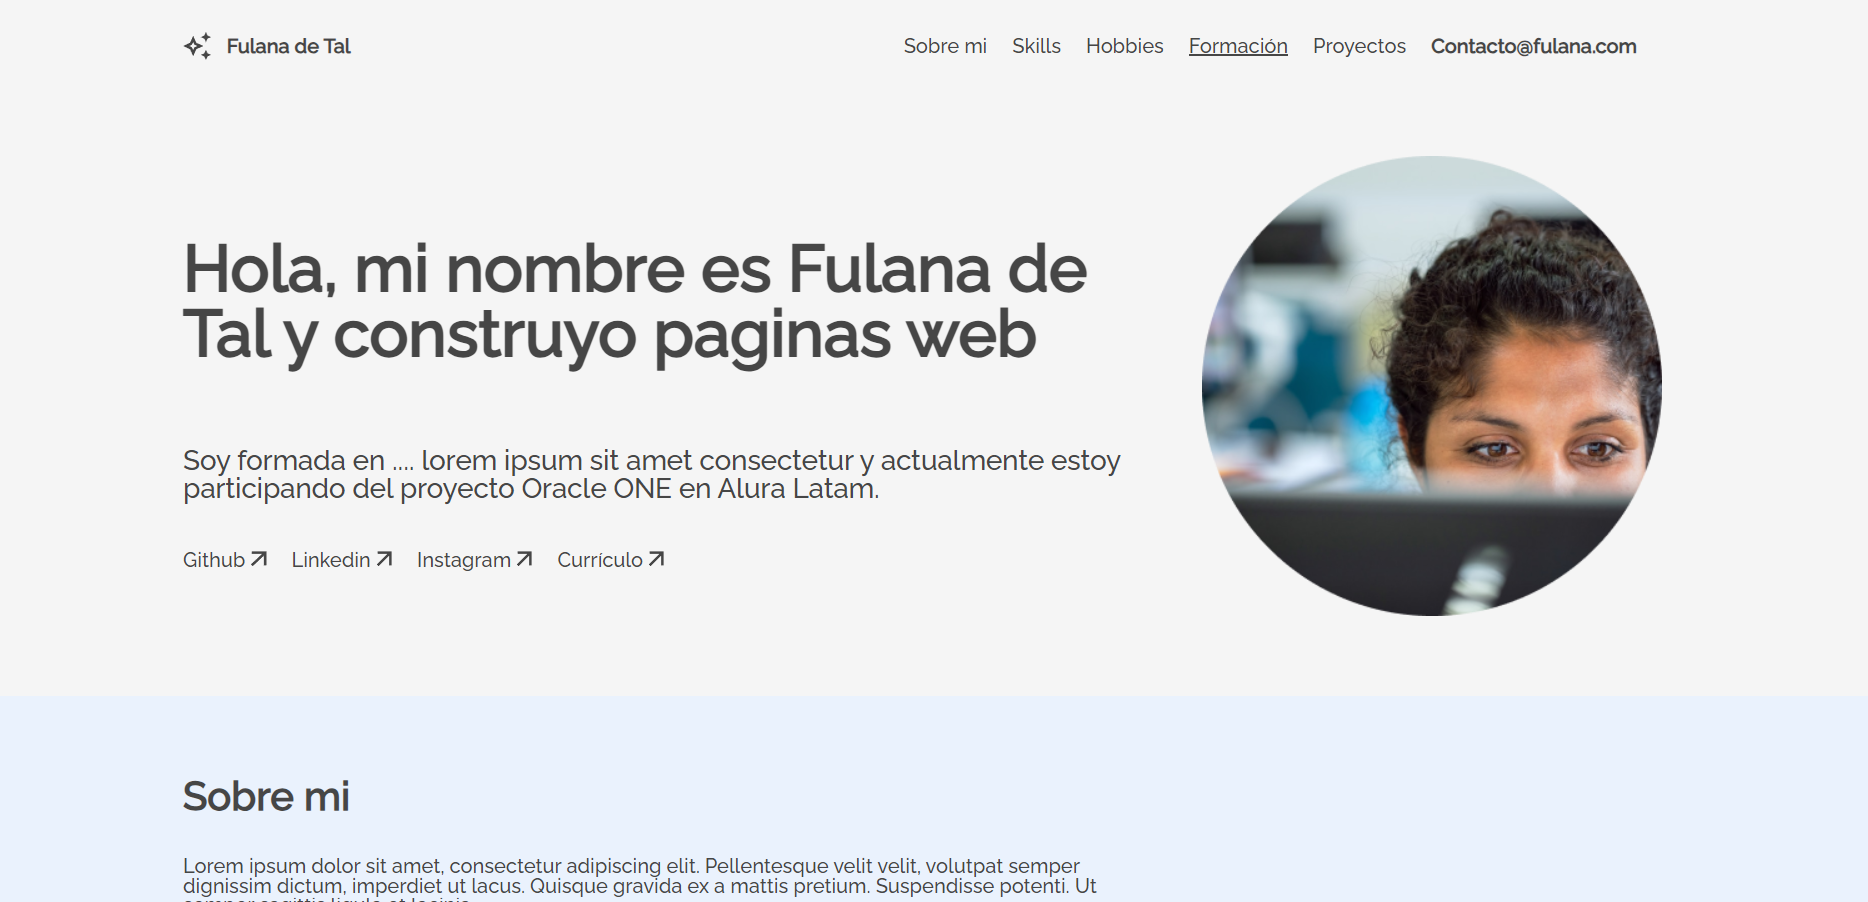 Fulana de Tal
Sobre mi Skills Hobbies Formación Proyectos Contacto@fulana.com
Hola, mi nombre es Fulana de
Tal y construyo paginas web
Soy formada en .... lorem ipsum sit amet consectetur y actualmente estoy
participando del proyecto Oracle ONE en Alura Latam.
Github Linkedin Instagram Currículo
Sobre mi
Lorem ipsum dolor sit amet, consectetur adipiscing elit. Pellentesque velit velit, volutpat semper
dignissim dictum, imperdiet ut lacus. Quisque gravida ex a mattis pretium. Suspendisse potenti. Ut